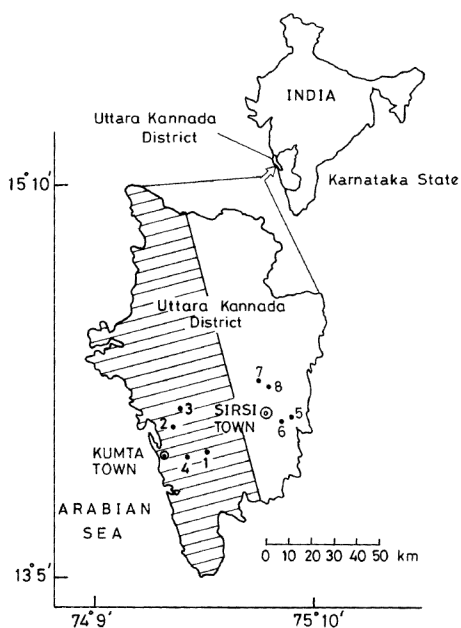 INDIA
Uttara Kannada
District
Karnataka State
15°10'
Uttara Kannada
District
7
8
3
SIRSI
TOWN
5
2
6
KUMTA
TOWN
4
1
ARABIAN
SEA
0 10 20 30 40 50
km
13°5'
74°9'
75°10'